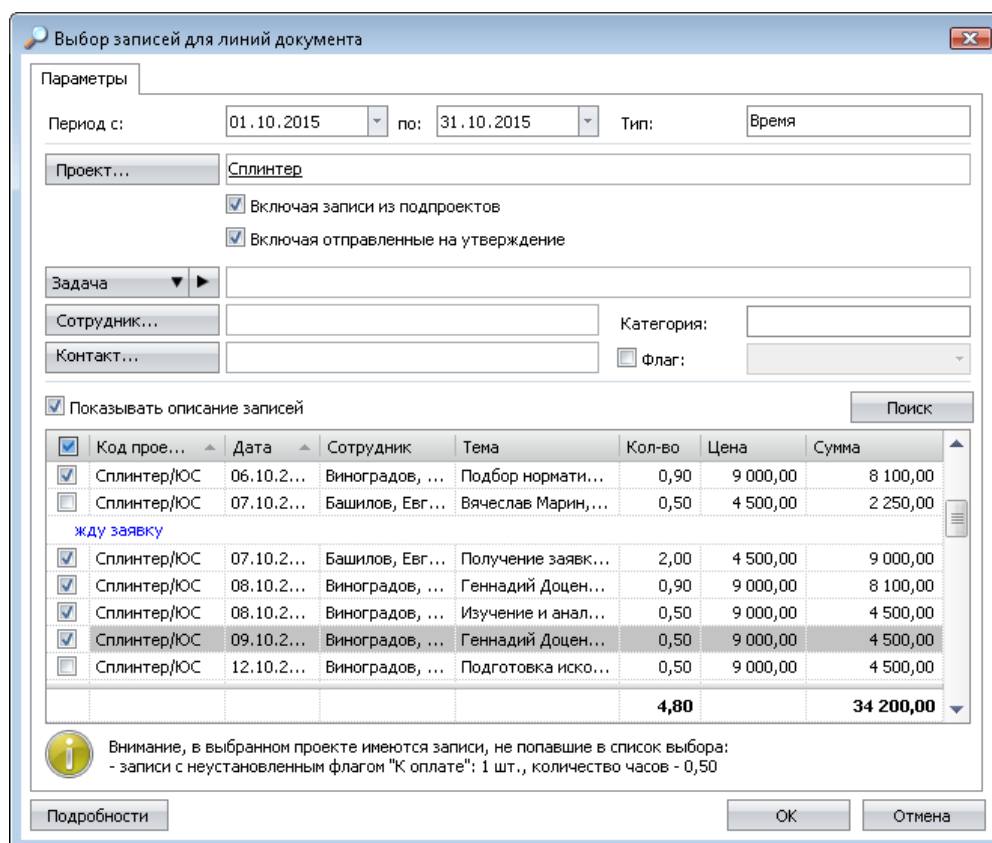 Выбор записей для линий документа
Параметры
Период с: 01.10.2015 по: 31.10.2015 Тип: Время
Проект... Сплинтер
Включая записи из подпроектов
Включая отправленные на утверждение
Задача
Сотрудник... Категория:
Контакт... Флаг:
Показывать описание записей Поиск
Код прое... Дата Сотрудник Тема Кол-во Цена Сумма
Сплинтер/ЮС 06.10.2... Виноградов, ... Подбор нормати... 0,90 9 000,00 8 100,00
Сплинтер/ЮС 07.10.2... Башилов, Евг... Вячеслав Марин,... 0,50 4 500,00 2 250,00
жду заявку
Сплинтер/ЮС 07.10.2... Башилов, Евг... Получение заявк... 2,00 4 500,00 9 000,00
Сплинтер/ЮС 08.10.2... Виноградов, ... Геннадий Доцен... 0,90 9 000,00 8 100,00
Сплинтер/ЮС 08.10.2... Виноградов, ... Изучение и анал... 0,50 9 000,00 4 500,00
Сплинтер/ЮС 09.10.2... Виноградов, ... Геннадий Доцен... 0,50 9 000,00 4 500,00
Сплинтер/ЮС 12.10.2... Виноградов, ... Подготовка иско... 0,50 9 000,00 4 500,00
4,80 34 200,00
Внимание, в выбранном проекте имеются записи, не попавшие в список выбора:
- записи с неустановленным флагом "К оплате": 1 шт., количество часов - 0,50
Подробности ОК Отмена